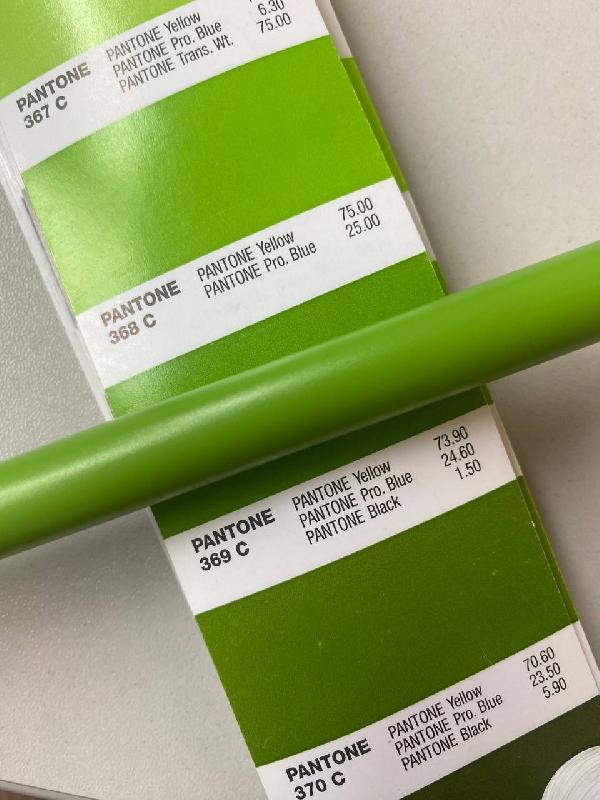 PANTONE
367 C
PANTONE Yellow
PANTONE Pro. Blue 6.30
PANTONE Trans. Wt. 75.00
PANTONE
368 C
PANTONE Yellow 75.00
PANTONE Pro. Blue 25.00
PANTONE
369 C
PANTONE Yellow 73.90
PANTONE Pro. Blue 24.60
PANTONE Black 1.50
PANTONE
370 C
PANTONE Yellow 70.60
PANTONE Pro. Blue 23.50
PANTONE Black 5.90